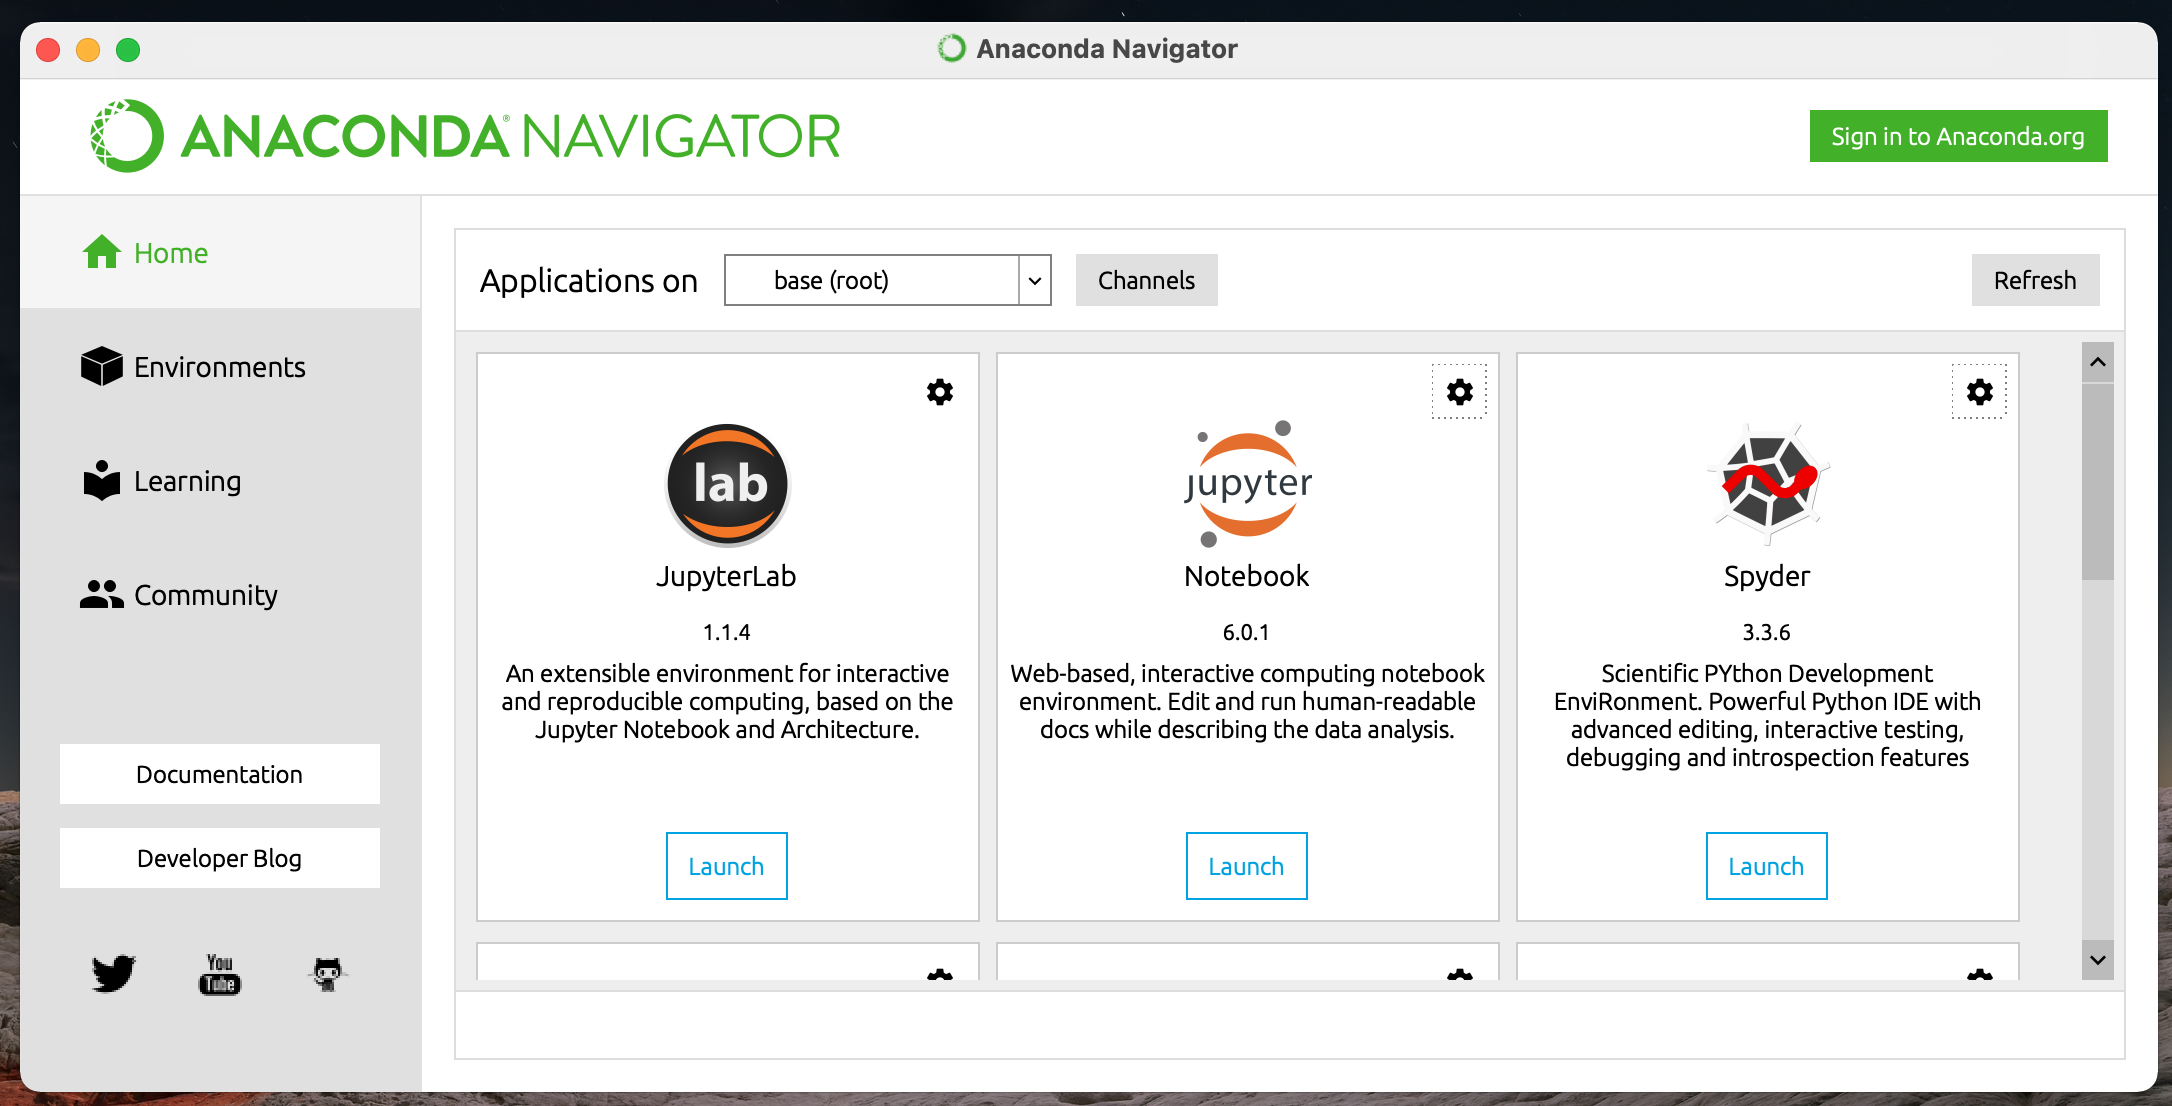 Anaconda Navigator
ANACONDA® NAVIGATOR
Sign in to Anaconda.org
Home
Environments
Learning
Community
Documentation
Developer Blog
You
Tube
Applications on
base (root)
Channels
Refresh
lab
JupyterLab
1.1.4
An extensible environment for interactive
and reproducible computing, based on the
Jupyter Notebook and Architecture.
Launch
jupyter
Notebook
6.0.1
Web-based, interactive computing notebook
environment. Edit and run human-readable
docs while describing the data analysis.
Launch
Spyder
3.3.6
Scientific PYthon Development
EnviRonment. Powerful Python IDE with
advanced editing, interactive testing,
debugging and introspection features
Launch